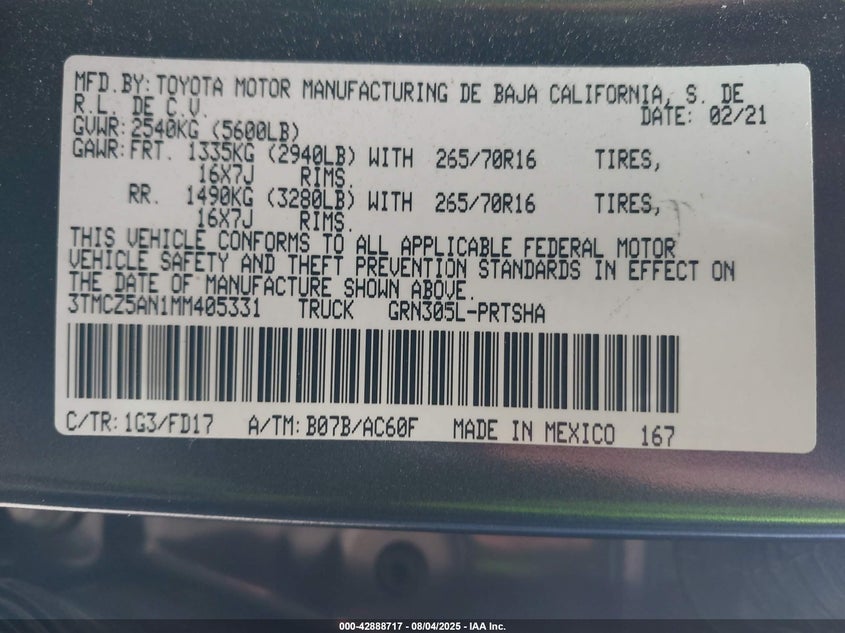 MFD.BY: TOYOTA MOTOR MANUFACTURING DE BAJA CALIFORNIA, S. DE
R.L. DE C.V.
DATE: 02/21
GVWR: 2540KG (5600LB)
GAWR: FRT. 1335KG (2940LB) WITH 265/70R16 TIRES,
16X7J RIMS.
RR. 1490KG (3280LB) WITH 265/70R16 TIRES,
16X7J RIMS.
THIS VEHICLE CONFORMS TO ALL APPLICABLE FEDERAL MOTOR
VEHICLE SAFETY AND THEFT PREVENTION STANDARDS IN EFFECT ON
THE DATE OF MANUFACTURE SHOWN ABOVE.
3TMCZ5AN1MM405331 TRUCK GRN305L-PRTSHA
C/TR: 1G3/FD17 A/TM: B07B/AC60F MADE IN MEXICO 167
000-42888717 - 08/04/2025 - IAA Inc.